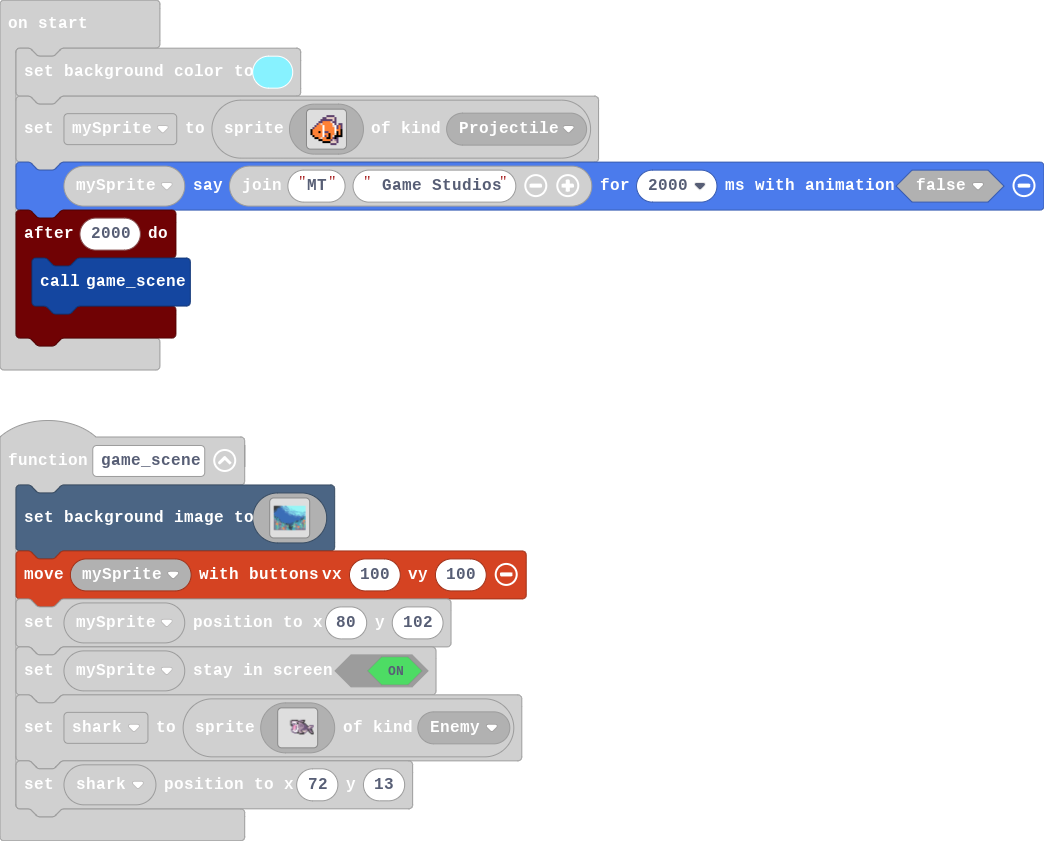 on start
set background color to
set mySprite to sprite of kind Projectile
mySprite say join "MT" " Game Studios" for 2000 ms with animation false
after 2000 do
call game_scene
function game_scene
set background image to
move mySprite with buttons vx 100 vy 100
set mySprite position to x 80 y 102
set mySprite stay in screen ON
set shark to sprite of kind Enemy
set shark position to x 72 y 13